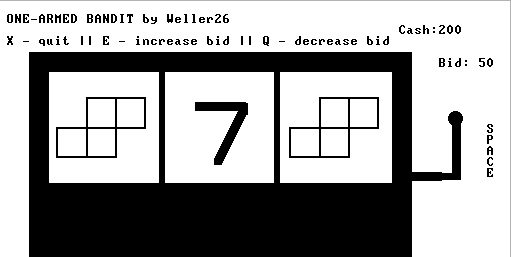 ONE-ARMED BANDIT by Weller26
Cash:200
X - quit || E - increase bid || Q - decrease bid
Bid: 50
7
SPACE